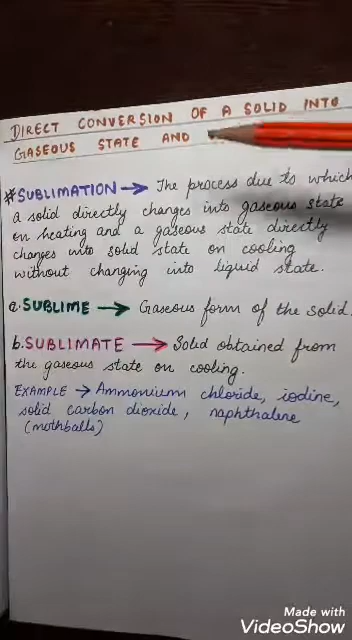 DIRECT CONVERSION OF A SOLID INTO
GASEOUS STATE AND
*SUBLIMATION → The process due to which
a solid directly changes into gaseous state
on heating and a gaseous state directly
changes into solid state on cooling
without changing into liquid state.
a. SUBLIME → Gaseous form of the solid.
b. SUBLIMATE → Solid obtained from
the gaseous state on cooling.
EXAMPLE → Ammonium chloride, iodine,
solid carbon dioxide, naphthalene
(mothballs)
Made with
VideoShow